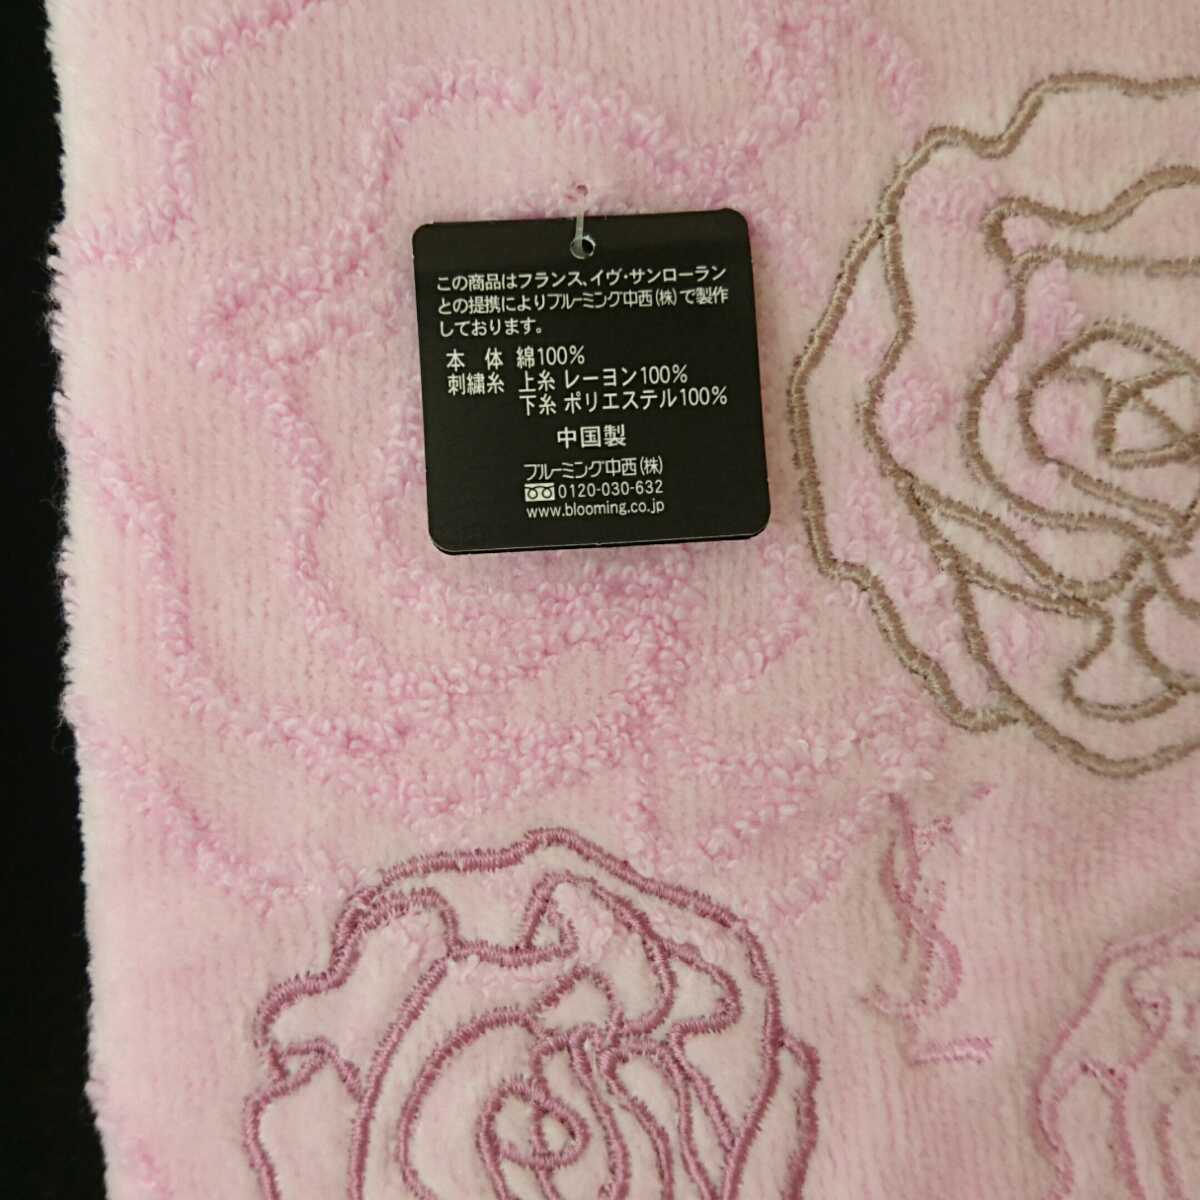 この商品はフランス、イヴ・サンローラン
との提携によりブルーミング中西(株)で製作
しております。
本 体 綿100%
刺繍糸 上糸 レーヨン100%
下糸 ポリエステル100%
中国製
ブルーミング中西(株)
0120-030-632
www.blooming.co.jp
YSL